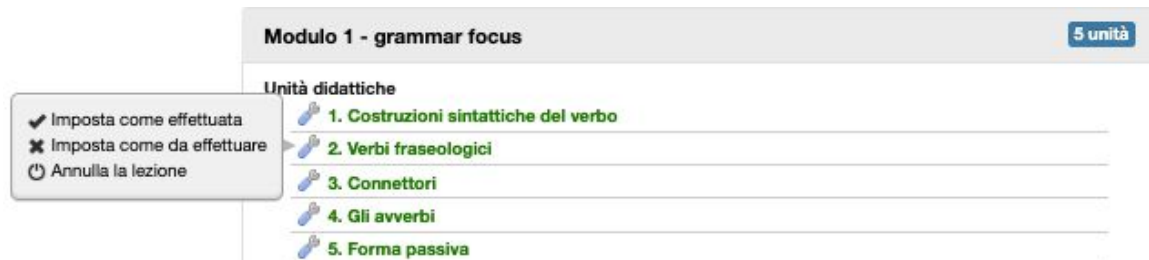 Modulo 1 - grammar focus
5 unità
Unità didattiche
1. Costruzioni sintattiche del verbo
2. Verbi fraseologici
3. Connettori
4. Gli avverbi
5. Forma passiva
Imposta come effettuata
Imposta come da effettuare
Annulla la lezione